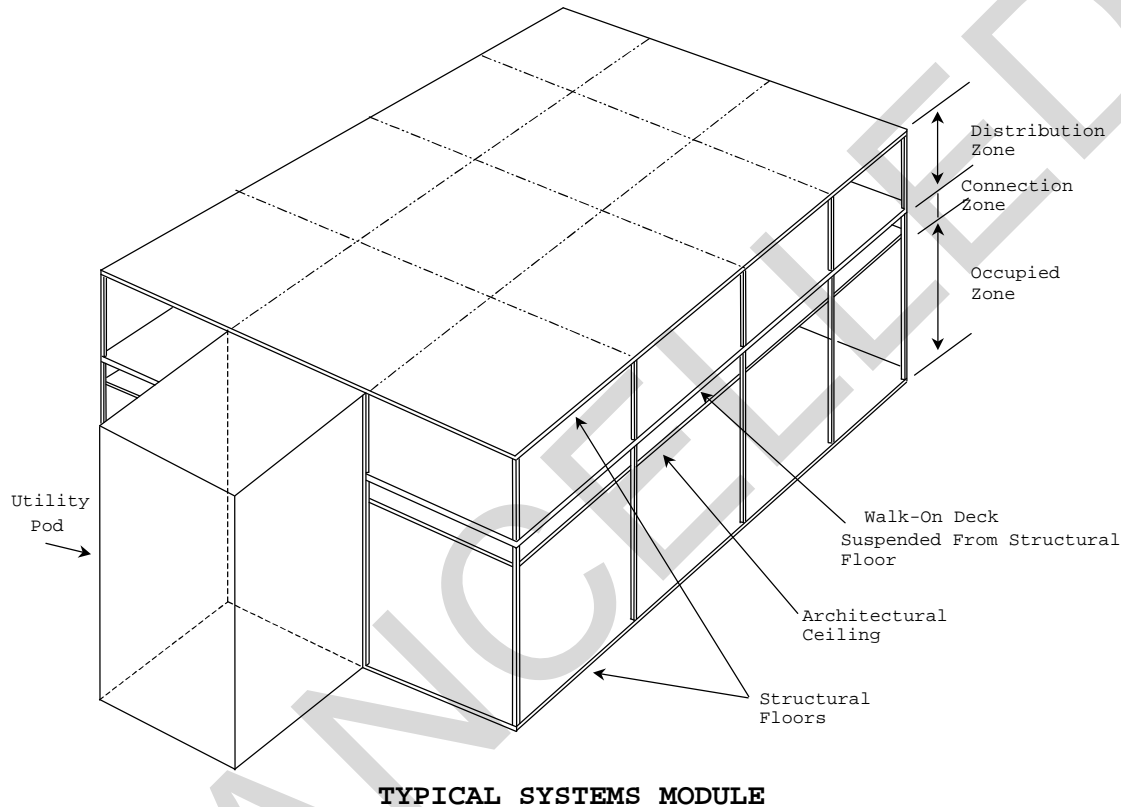 Distribution
Zone
Connection
Zone
Occupied
Zone
Utility
Pod
Walk-On Deck
Suspended From Structural
Floor
Architectural
Ceiling
Structural
Floors
TYPICAL SYSTEMS MODULE
CANCELLED